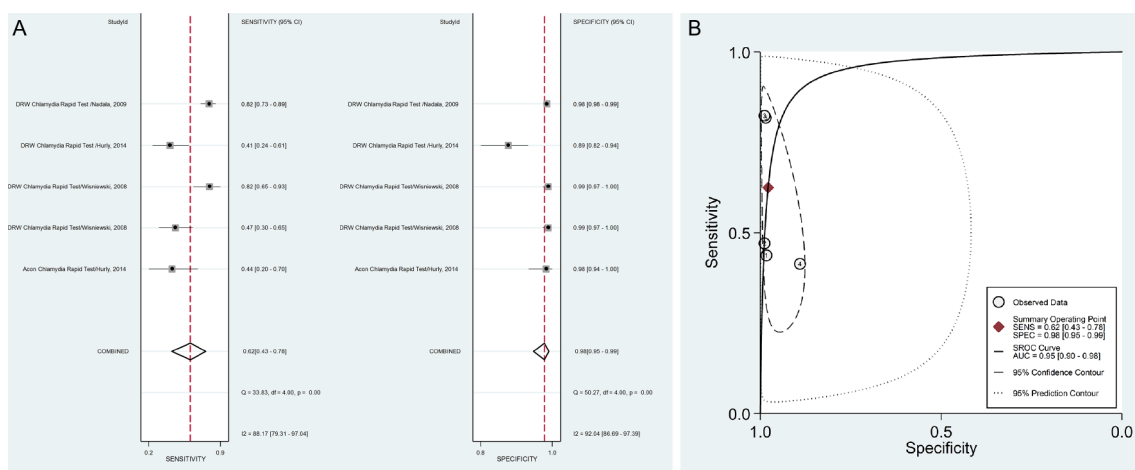 A
StudyId SENSITIVITY (95% CI)
DRW Chlamydia Rapid Test /Nadala, 2009 0.82 [0.73 - 0.89]
DRW Chlamydia Rapid Test /Hurly, 2014 0.41 [0.24 - 0.61]
DRW Chlamydia Rapid Test/Wisniewski, 2008 0.82 [0.65 - 0.93]
DRW Chlamydia Rapid Test/Wisniewski, 2008 0.47 [0.30 - 0.65]
Acon Chlamydia Rapid Test/Hurly, 2014 0.44 [0.20 - 0.70]
COMBINED 0.62[0.43 - 0.78]
Q = 33.83, df = 4.00, p = 0.00
I2 = 88.17 [79.31 - 97.04]
0.2 0.9
SENSITIVITY
StudyId SPECIFICITY (95% CI)
DRW Chlamydia Rapid Test /Nadala, 2009 0.98 [0.98 - 0.99]
DRW Chlamydia Rapid Test /Hurly, 2014 0.89 [0.82 - 0.94]
DRW Chlamydia Rapid Test/Wisniewski, 2008 0.99 [0.97 - 1.00]
DRW Chlamydia Rapid Test/Wisniewski, 2008 0.99 [0.97 - 1.00]
Acon Chlamydia Rapid Test/Hurly, 2014 0.98 [0.94 - 1.00]
COMBINED 0.98[0.95 - 0.99]
Q = 50.27, df = 4.00, p = 0.00
I2 = 92.04 [86.69 - 97.39]
0.8 1.0
SPECIFICITY
B
1.0
0.5
0.0
Sensitivity
1
4
Observed Data
Summary Operating Point
SENS = 0.62 [0.43 - 0.78]
SPEC = 0.98 [0.95 - 0.99]
SROC Curve
AUC = 0.95 [0.90 - 0.98]
95% Confidence Contour
95% Prediction Contour
1.0 0.5 0.0
Specificity